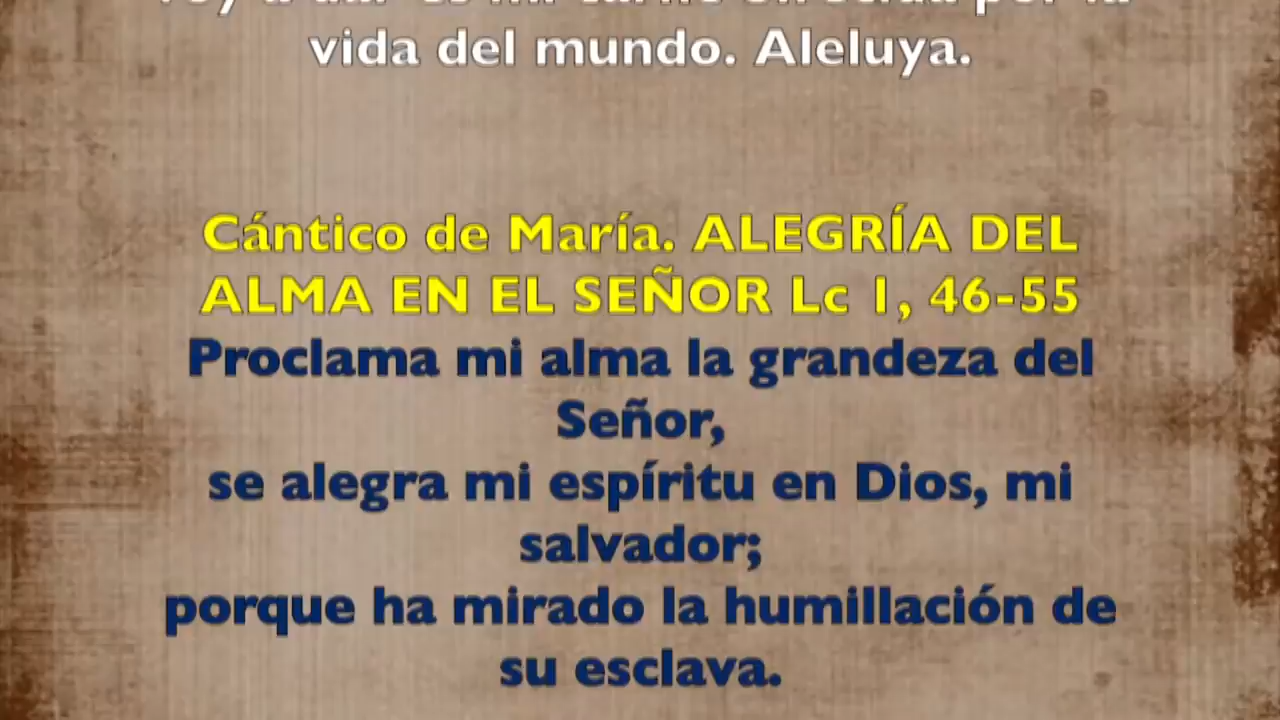 vida del mundo. Aleluya.
Cántico de María. ALEGRÍA DEL
ALMA EN EL SEÑOR Lc 1, 46-55
Proclama mi alma la grandeza del
Señor,
se alegra mi espíritu en Dios, mi
salvador;
porque ha mirado la humillación de
su esclava.